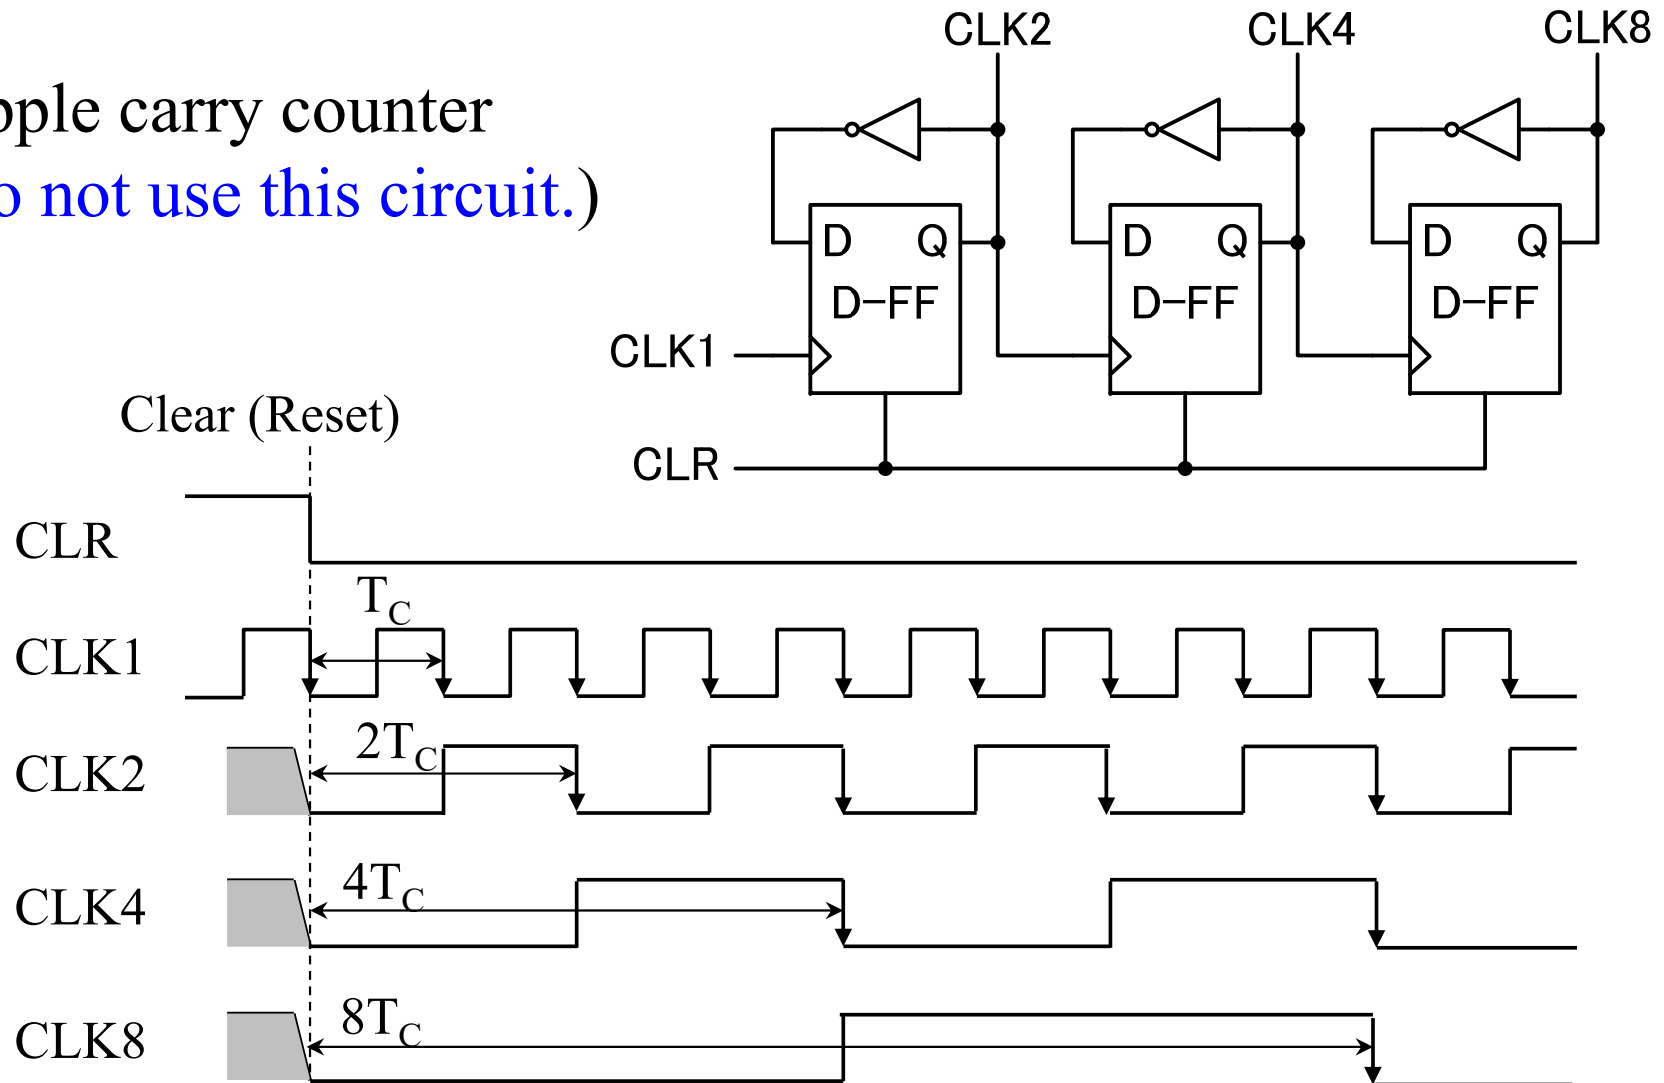 CLK2 CLK4 CLK8
pple carry counter
o not use this circuit.)
D Q D Q D Q
D-FF D-FF D-FF
CLK1
CLR
Clear (Reset)
CLR
TC
CLK1
2TC
CLK2
4TC
CLK4
8TC
CLK8